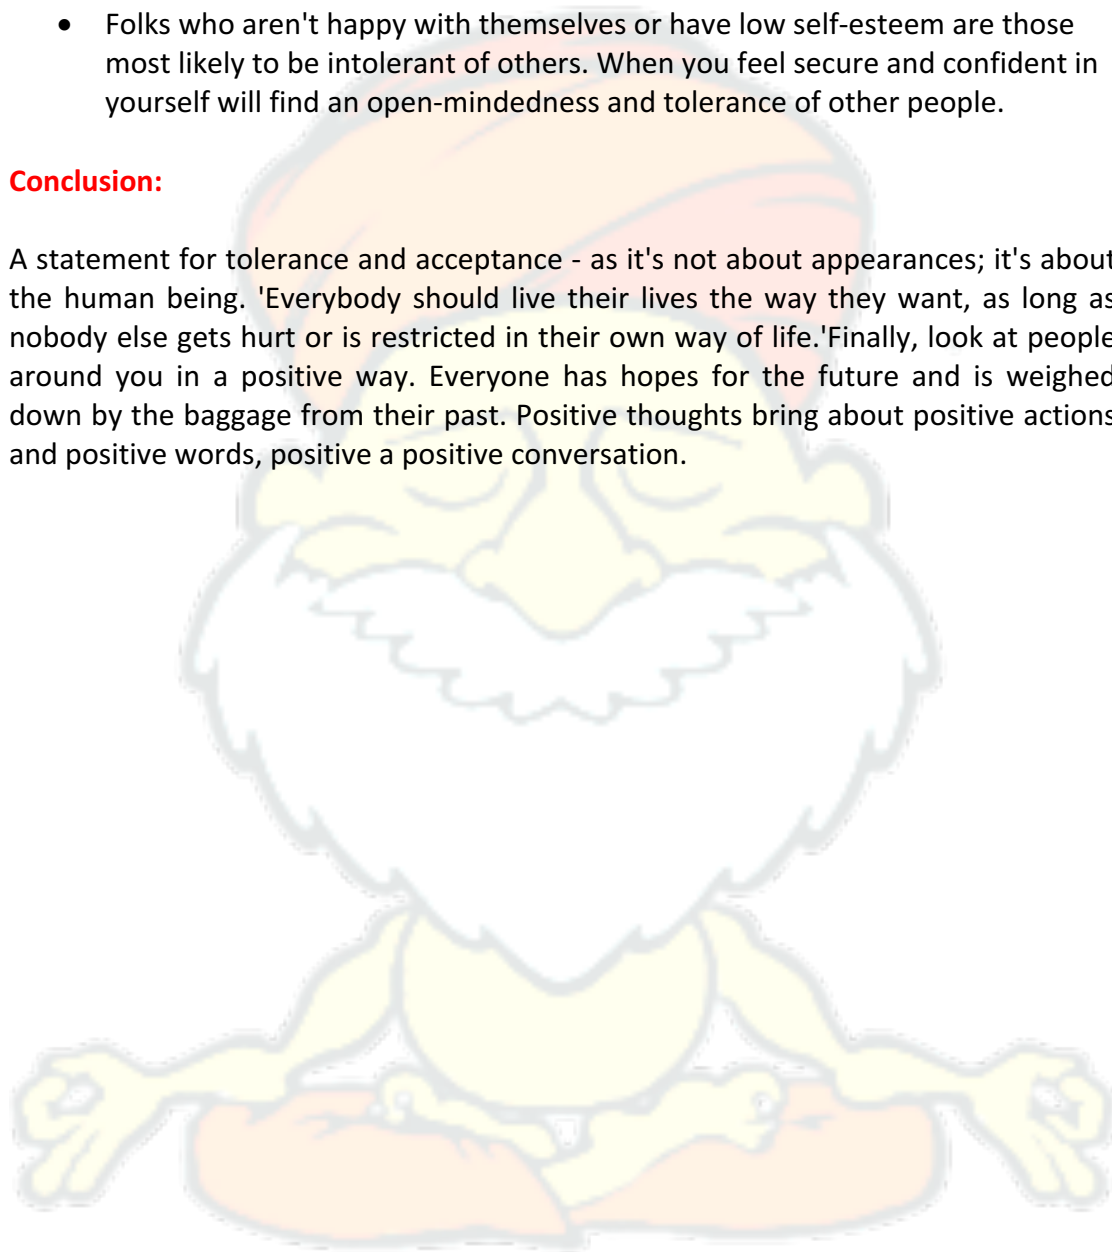 • Folks who aren't happy with themselves or have low self-esteem are those
most likely to be intolerant of others. When you feel secure and confident in
yourself will find an open-mindedness and tolerance of other people.
Conclusion:
A statement for tolerance and acceptance - as it's not about appearances; it's about
the human being. 'Everybody should live their lives the way they want, as long as
nobody else gets hurt or is restricted in their own way of life.'Finally, look at people
around you in a positive way. Everyone has hopes for the future and is weighed
down by the baggage from their past. Positive thoughts bring about positive actions
and positive words, positive a positive conversation.